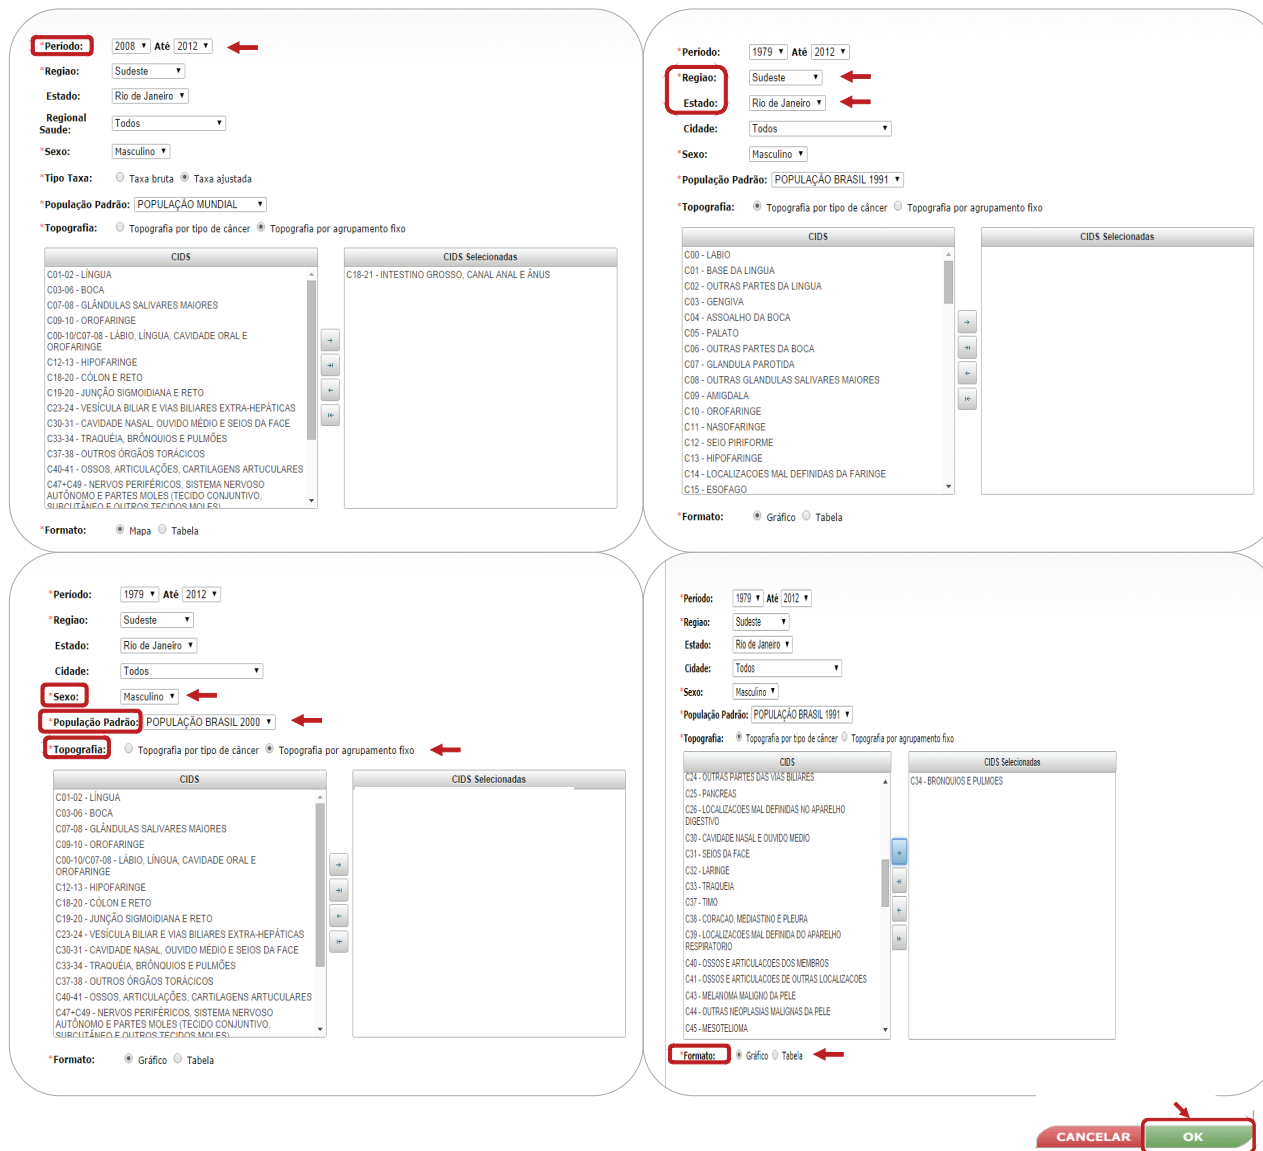 *Período: 2008 Até 2012
*Regiao: Sudeste
Estado: Rio de Janeiro
Regional Saude: Todos
*Sexo: Masculino
*Tipo Taxa: Taxa bruta Taxa ajustada
*População Padrão: POPULAÇÃO MUNDIAL
*Topografia: Topografia por tipo de câncer Topografia por agrupamento fixo
CIDS
C01-02 - LÍNGUA
C03-06 - BOCA
C07-08 - GLÂNDULAS SALIVARES MAIORES
C09-10 - OROFARINGE
C00-10/C07-08 - LÁBIO, LÍNGUA, CAVIDADE ORAL E
OROFARINGE
C12-13 - HIPOFARINGE
C18-20 - CÓLON E RETO
C19-20 - JUNÇÃO SIGMOIDIANA E RETO
C23-24 - VESÍCULA BILIAR E VIAS BILIARES EXTRA-HEPÁTICAS
C30-31 - CAVIDADE NASAL, OUVIDO MÉDIO E SEIOS DA FACE
C33-34 - TRAQUÉIA, BRÔNQUIOS E PULMÕES
C37-38 - OUTROS ÓRGÃOS TORÁCICOS
C40-41 - OSSOS, ARTICULAÇÕES, CARTILAGENS ARTUCULARES
C47+C49 - NERVOS PERIFÉRICOS, SISTEMA NERVOSO
AUTÔNOMO E PARTES MOLES (TECIDO CONJUNTIVO,
SUBCUTÂNEO E OUTROS TECIDOS MOLES)
CIDS Selecionadas
C18-21 - INTESTINO GROSSO, CANAL ANAL E ÂNUS
*Formato: Mapa Tabela
*Período: 1979 Até 2012
*Regiao: Sudeste
Estado: Rio de Janeiro
Cidade: Todos
*Sexo: Masculino
*População Padrão: POPULAÇÃO BRASIL 1991
*Topografia: Topografia por tipo de câncer Topografia por agrupamento fixo
CIDS
C00 - LABIO
C01 - BASE DA LINGUA
C02 - OUTRAS PARTES DA LINGUA
C03 - GENGIVA
C04 - ASSOALHO DA BOCA
C05 - PALATO
C06 - OUTRAS PARTES DA BOCA
C07 - GLANDULA PAROTIDA
C08 - OUTRAS GLANDULAS SALIVARES MAIORES
C09 - AMIGDALA
C10 - OROFARINGE
C11 - NASOFARINGE
C12 - SEIO PIRIFORME
C13 - HIPOFARINGE
C14 - LOCALIZACOES MAL DEFINIDAS DA FARINGE
C15 - ESOFAGO
CIDS Selecionadas
*Formato: Gráfico Tabela
*Período: 1979 Até 2012
*Regiao: Sudeste
Estado: Rio de Janeiro
Cidade: Todos
*Sexo: Masculino
*População Padrão: POPULAÇÃO BRASIL 2000
*Topografia: Topografia por tipo de câncer Topografia por agrupamento fixo
CIDS
C01-02 - LÍNGUA
C03-06 - BOCA
C07-08 - GLÂNDULAS SALIVARES MAIORES
C09-10 - OROFARINGE
C00-10/C07-08 - LÁBIO, LÍNGUA, CAVIDADE ORAL E
OROFARINGE
C12-13 - HIPOFARINGE
C18-20 - CÓLON E RETO
C19-20 - JUNÇÃO SIGMOIDIANA E RETO
C23-24 - VESÍCULA BILIAR E VIAS BILIARES EXTRA-HEPÁTICAS
C30-31 - CAVIDADE NASAL, OUVIDO MÉDIO E SEIOS DA FACE
C33-34 - TRAQUÉIA, BRÔNQUIOS E PULMÕES
C37-38 - OUTROS ÓRGÃOS TORÁCICOS
C40-41 - OSSOS, ARTICULAÇÕES, CARTILAGENS ARTUCULARES
C47+C49 - NERVOS PERIFÉRICOS, SISTEMA NERVOSO
AUTÔNOMO E PARTES MOLES (TECIDO CONJUNTIVO,
SUBCUTÂNEO E OUTROS TECIDOS MOLES)
CIDS Selecionadas
*Formato: Gráfico Tabela
*Período: 1979 Até 2012
*Regiao: Sudeste
Estado: Rio de Janeiro
Cidade: Todos
*Sexo: Masculino
*População Padrão: POPULAÇÃO BRASIL 1991
*Topografia: Topografia por tipo de câncer Topografia por agrupamento fixo
CIDS
C24 - OUTRAS PARTES DAS VIAS BILIARES
C25 - PANCREAS
C26 - LOCALIZACOES MAL DEFINIDAS NO APARELHO
DIGESTIVO
C30 - CAVIDADE NASAL E OUVIDO MEDIO
C31 - SEIOS DA FACE
C32 - LARINGE
C33 - TRAQUEIA
C37 - TIMO
C38 - CORACAO, MEDIASTINO E PLEURA
C39 - LOCALIZACOES MAL DEFINIDA DO APARELHO
RESPIRATORIO
C40 - OSSOS E ARTICULACOES DOS MEMBROS
C41 - OSSOS E ARTICULACOES DE OUTRAS LOCALIZACOES
C43 - MELANOMA MALIGNO DA PELE
C44 - OUTRAS NEOPLASIAS MALIGNAS DA PELE
C45 - MESOTELIOMA
CIDS Selecionadas
C34 - BRONQUIOS E PULMOES
*Formato: Gráfico Tabela
CANCELAR OK